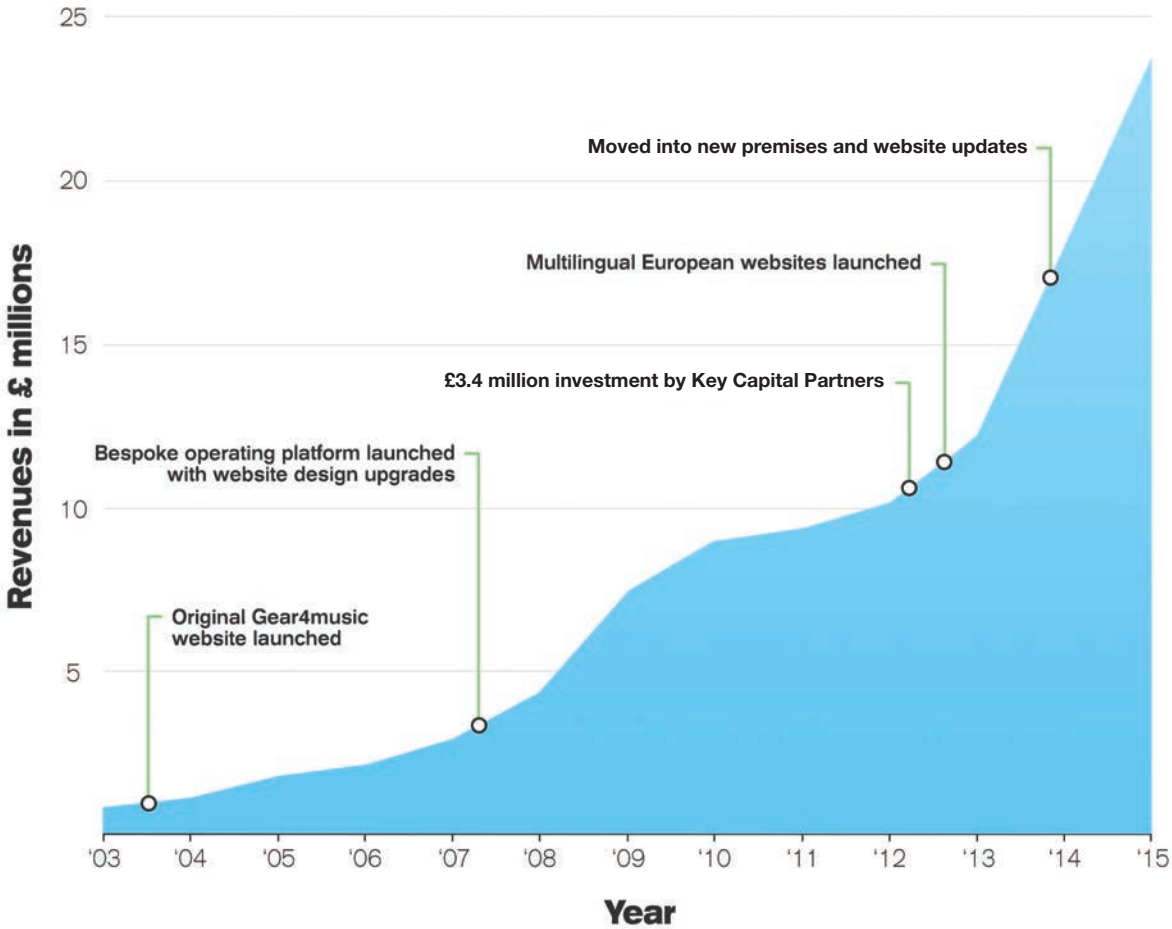 25
20
15
10
5
Revenues in £ millions
Moved into new premises and website updates
Multilingual European websites launched
£3.4 million investment by Key Capital Partners
Bespoke operating platform launched
with website design upgrades
Original Gear4music
website launched
‘03 ‘04 ‘05 ‘06 ‘07 ‘08 ‘09 ‘10 ‘11 ‘12 ‘13 ‘14 ‘15
Year